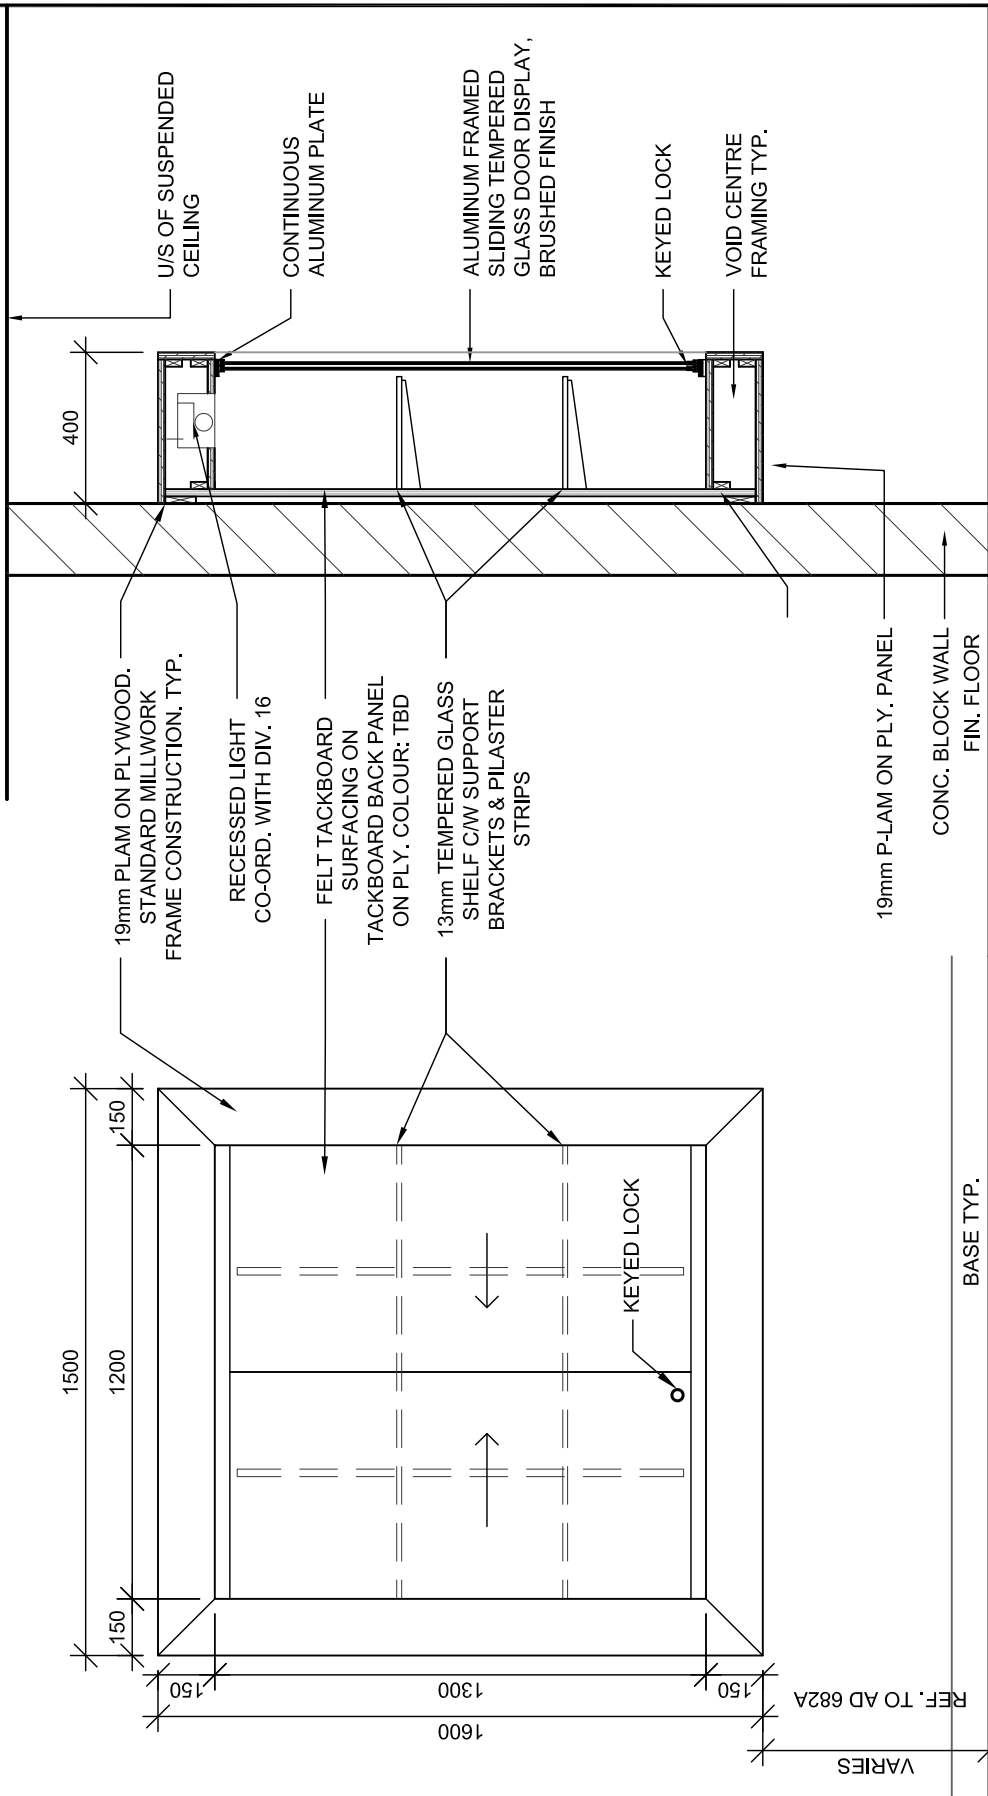 U/S OF SUSPENDED
CEILING
CONTINUOUS
ALUMINUM PLATE
ALUMINUM FRAMED
SLIDING TEMPERED
GLASS DOOR DISPLAY,
BRUSHED FINISH
KEYED LOCK
VOID CENTRE
FRAMING TYP.
400
19mm PLAM ON PLYWOOD.
STANDARD MILLWORK
FRAME CONSTRUCTION. TYP.
RECESSED LIGHT
CO-ORD. WITH DIV. 16
FELT TACKBOARD
SURFACING ON
TACKBOARD BACK PANEL
ON PLY. COLOUR: TBD
13mm TEMPERED GLASS
SHELF C/W SUPPORT
BRACKETS & PILASTER
STRIPS
19mm P-LAM ON PLY. PANEL
CONC. BLOCK WALL
FIN. FLOOR
1500
150
1200
150
KEYED LOCK
BASE TYP.
150
1300
150
1600
REF. TO AD 682A
VARIES